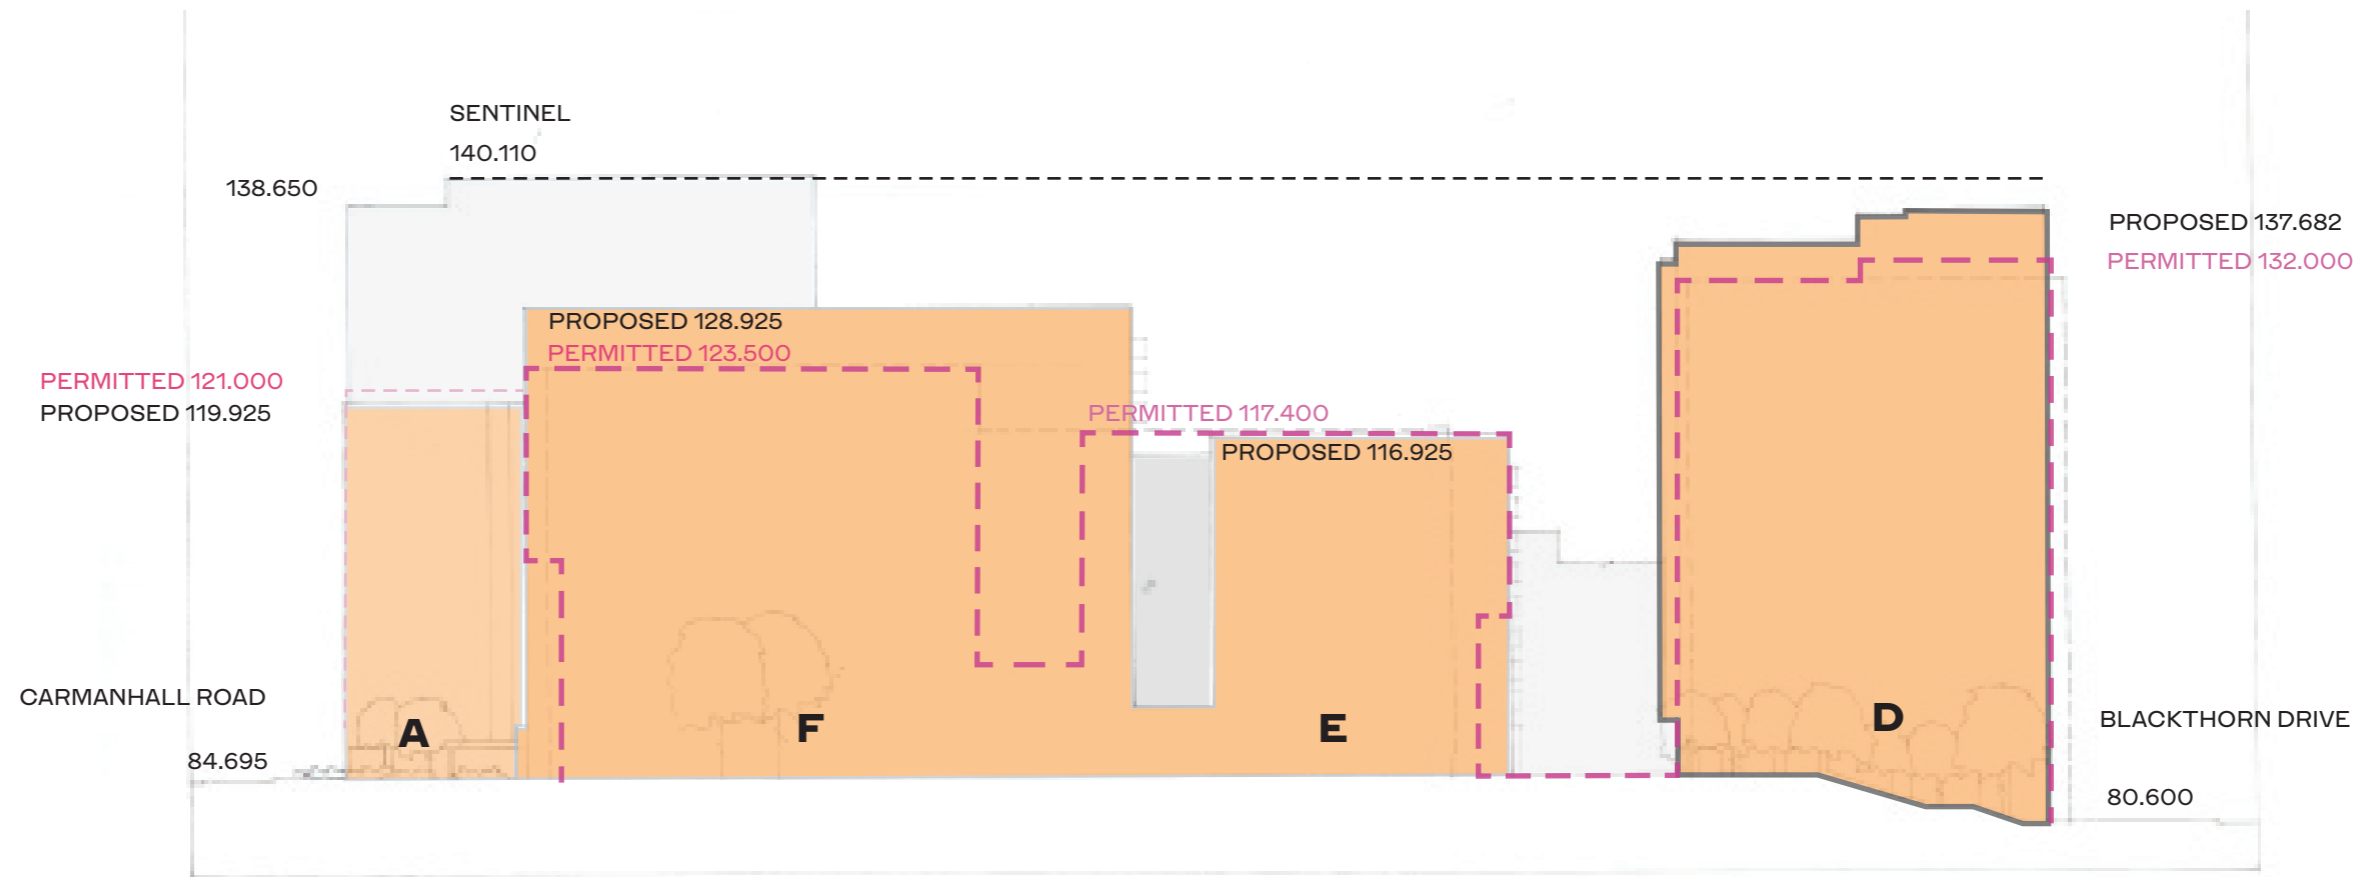 SENTINEL
140.110
138.650
PROPOSED 137.682
PERMITTED 132.000
PROPOSED 128.925
PERMITTED 123.500
PERMITTED 121.000
PROPOSED 119.925
PERMITTED 117.400
PROPOSED 116.925
CARMANHALL ROAD
A
F
E
D
BLACKTHORN DRIVE
84.695
80.600